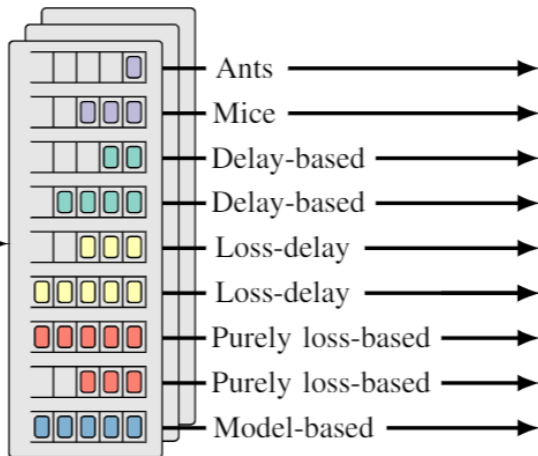 Ants
Mice
Delay-based
Delay-based
Loss-delay
Loss-delay
Purely loss-based
Purely loss-based
Model-based